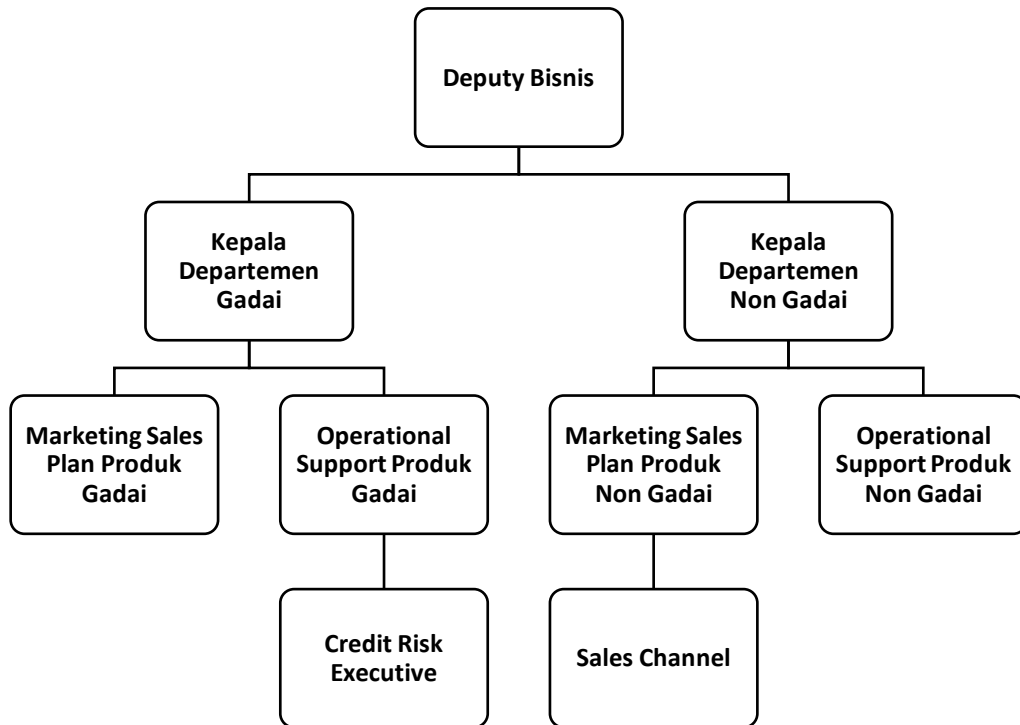 Deputy Bisnis
Kepala
Departemen
Gadai
Kepala
Departemen
Non Gadai
Marketing Sales
Plan Produk
Gadai
Operational
Support Produk
Gadai
Marketing Sales
Plan Produk
Non Gadai
Operational
Support Produk
Non Gadai
Credit Risk
Executive
Sales Channel